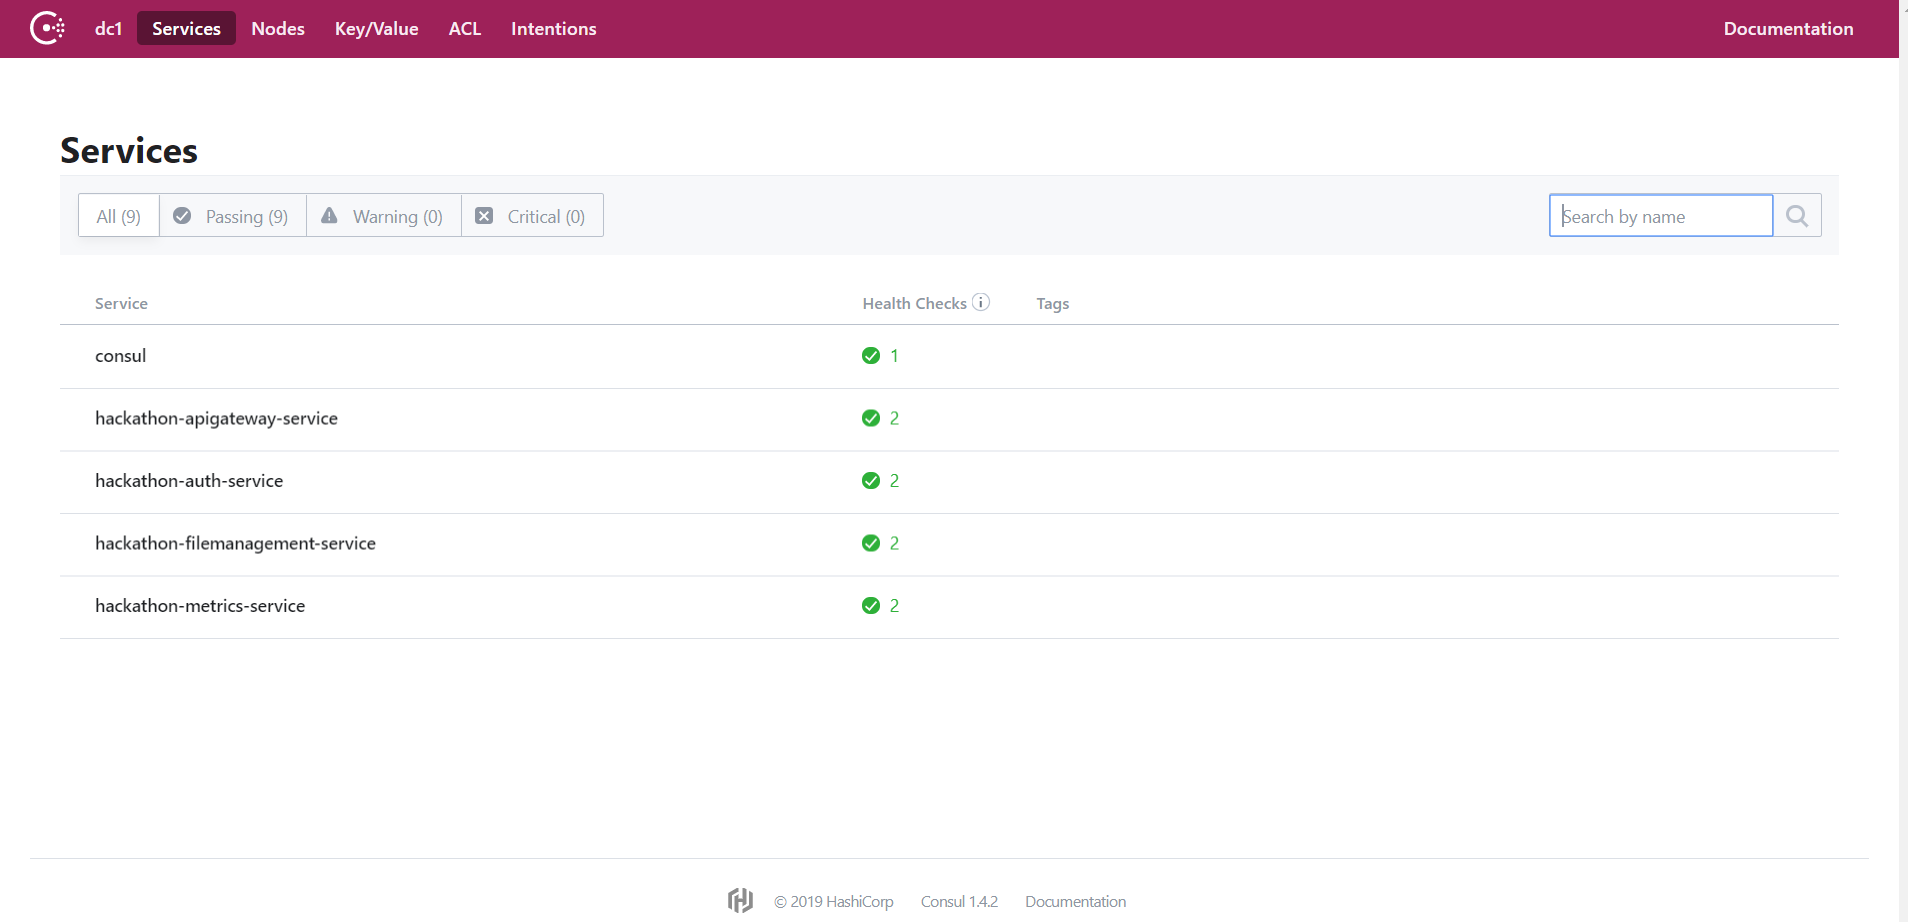 dc1 Services Nodes Key/Value ACL Intentions Documentation
Services
All (9) Passing (9) Warning (0) Critical (0) Search by name
Service Health Checks Tags
consul 1
hackathon-apigateway-service 2
hackathon-auth-service 2
hackathon-filemanagement-service 2
hackathon-metrics-service 2
© 2019 HashiCorp Consul 1.4.2 Documentation